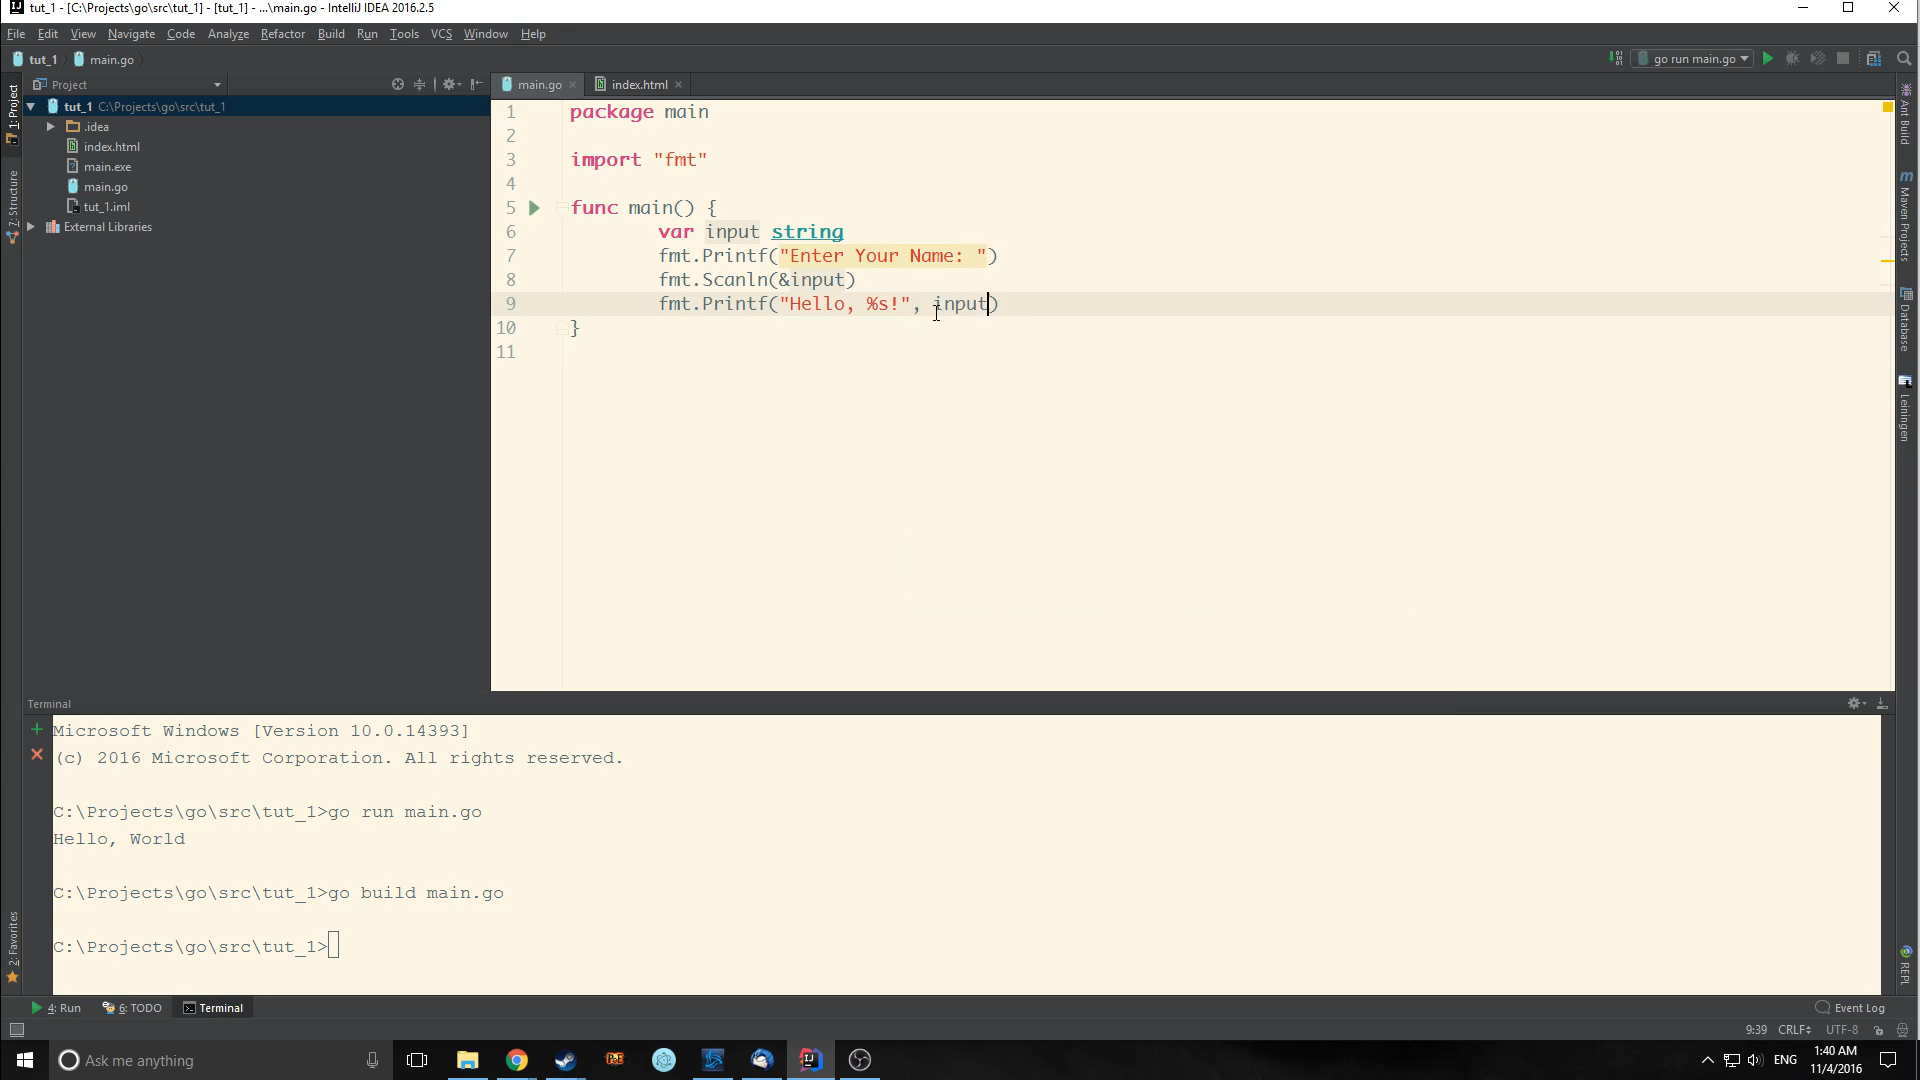 tut_1 - [C:\Projects\go\src\tut_1] - [tut_1] - ...\main.go - IntelliJ IDEA 2016.2.5
File Edit View Navigate Code Analyze Refactor Build Run Tools VCS Window Help
tut_1 main.go
go run main.go
Project
main.go
index.html
1: Project
7: Structure
2: Favorites
tut_1 C:\Projects\go\src\tut_1
.idea
index.html
main.exe
main.go
tut_1.iml
External Libraries
1 package main
2
3 import "fmt"
4
5 func main() {
6 var input string
7 fmt.Printf("Enter Your Name: ")
8 fmt.Scanln(&input)
9 fmt.Printf("Hello, %s!", input)
10 }
11
Ant Build
Maven Projects
Database
Leiningen
REPL
Terminal
Microsoft Windows [Version 10.0.14393]
(c) 2016 Microsoft Corporation. All rights reserved.
C:\Projects\go\src\tut_1>go run main.go
Hello, World
C:\Projects\go\src\tut_1>go build main.go
C:\Projects\go\src\tut_1>
4: Run 6: TODO Terminal
Event Log
9:39 CRLF UTF-8
Ask me anything
ENG
1:40 AM
11/4/2016